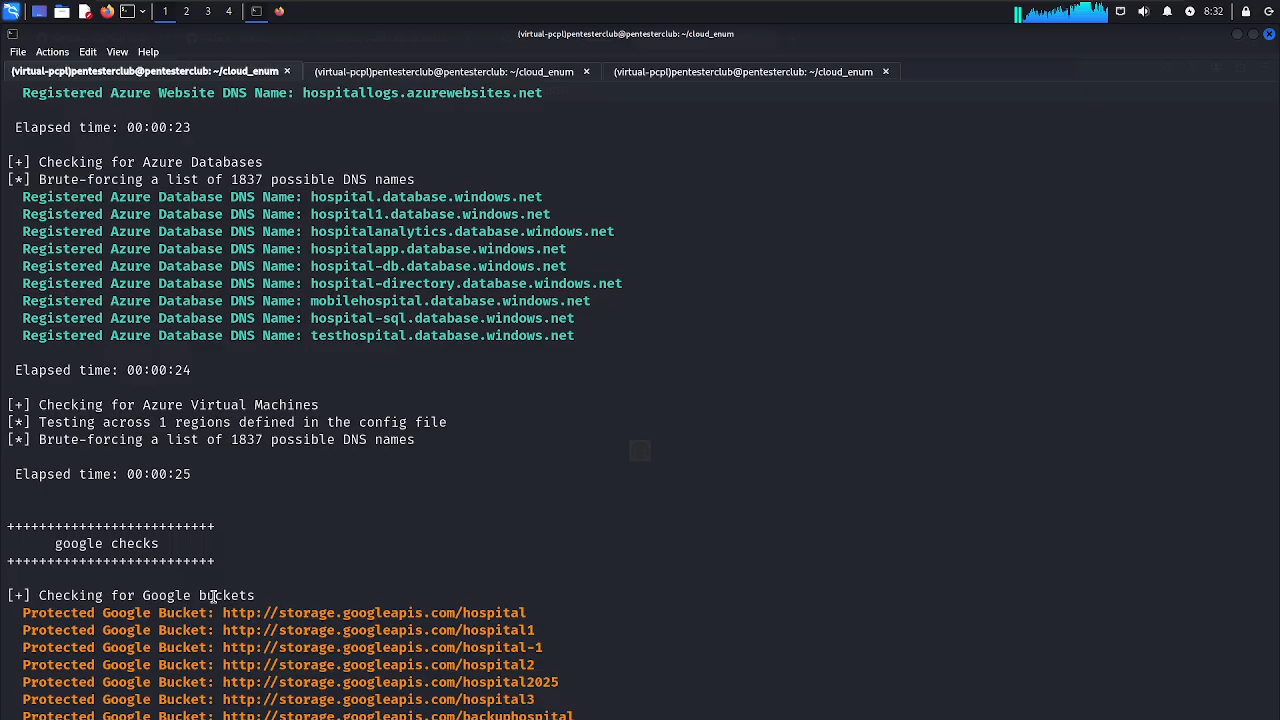 1 2 3 4 8:32
(virtual-pcpl)pentesterclub@pentesterclub: ~/cloud_enum
File Actions Edit View Help
(virtual-pcpl)pentesterclub@pentesterclub: ~/cloud_enum × (virtual-pcpl)pentesterclub@pentesterclub: ~/cloud_enum × (virtual-pcpl)pentesterclub@pentesterclub: ~/cloud_enum ×
Registered Azure Website DNS Name: hospitallogs.azurewebsites.net
Elapsed time: 00:00:23
[+] Checking for Azure Databases
[*] Brute-forcing a list of 1837 possible DNS names
Registered Azure Database DNS Name: hospital.database.windows.net
Registered Azure Database DNS Name: hospital1.database.windows.net
Registered Azure Database DNS Name: hospitalanalytics.database.windows.net
Registered Azure Database DNS Name: hospitalapp.database.windows.net
Registered Azure Database DNS Name: hospital-db.database.windows.net
Registered Azure Database DNS Name: hospital-directory.database.windows.net
Registered Azure Database DNS Name: mobilehospital.database.windows.net
Registered Azure Database DNS Name: hospital-sql.database.windows.net
Registered Azure Database DNS Name: testhospital.database.windows.net
Elapsed time: 00:00:24
[+] Checking for Azure Virtual Machines
[*] Testing across 1 regions defined in the config file
[*] Brute-forcing a list of 1837 possible DNS names
Elapsed time: 00:00:25
++++++++++++++++++++++++++
google checks
++++++++++++++++++++++++++
[+] Checking for Google buckets
Protected Google Bucket: http://storage.googleapis.com/hospital
Protected Google Bucket: http://storage.googleapis.com/hospital1
Protected Google Bucket: http://storage.googleapis.com/hospital-1
Protected Google Bucket: http://storage.googleapis.com/hospital2
Protected Google Bucket: http://storage.googleapis.com/hospital2025
Protected Google Bucket: http://storage.googleapis.com/hospital3
Protected Google Bucket: http://storage.googleapis.com/backuphospital